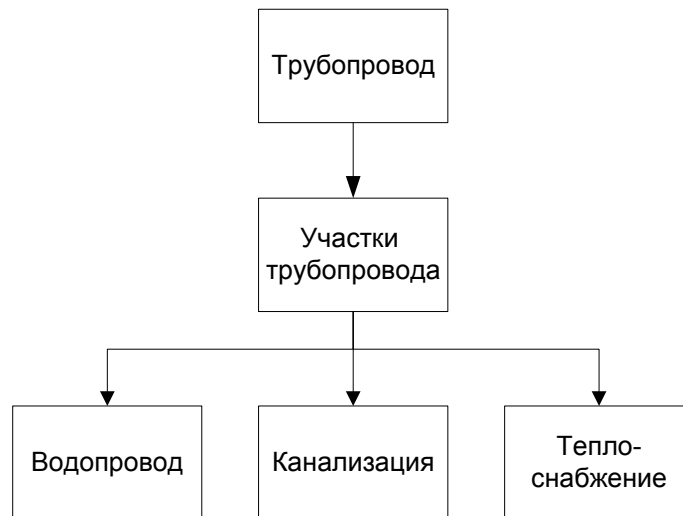 Трубопровод
Участки
трубопровода
Водопровод
Канализация
Тепло-
снабжение